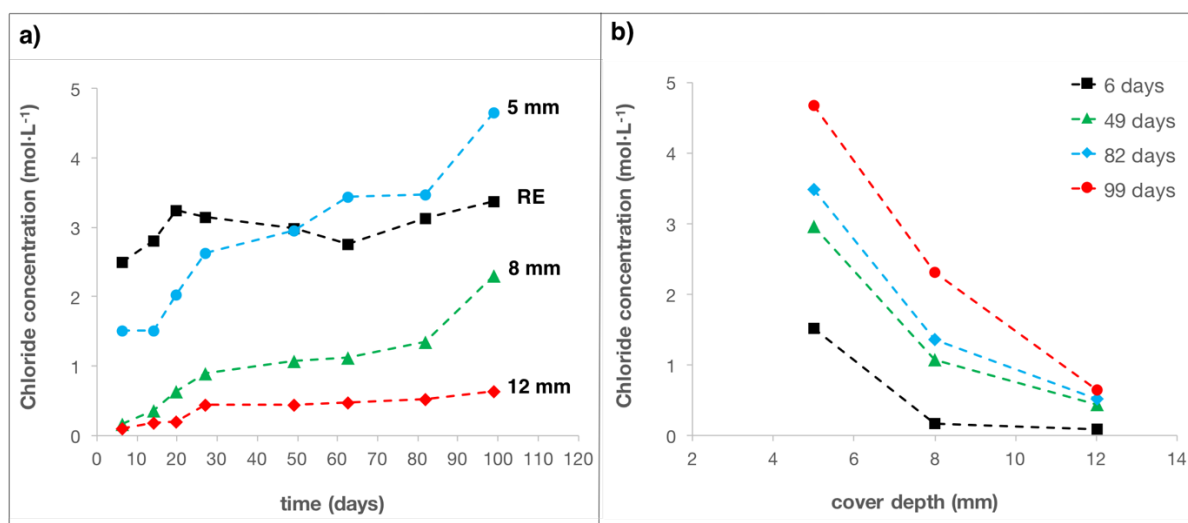 a)
Chloride concentration (mol·L⁻¹)
5
4
3
2
1
0
0 10 20 30 40 50 60 70 80 90 100 110 120
time (days)
5 mm
RE
8 mm
12 mm
b)
Chloride concentration (mol·L⁻¹)
5
4
3
2
1
0
2 4 6 8 10 12 14
cover depth (mm)
6 days
49 days
82 days
99 days